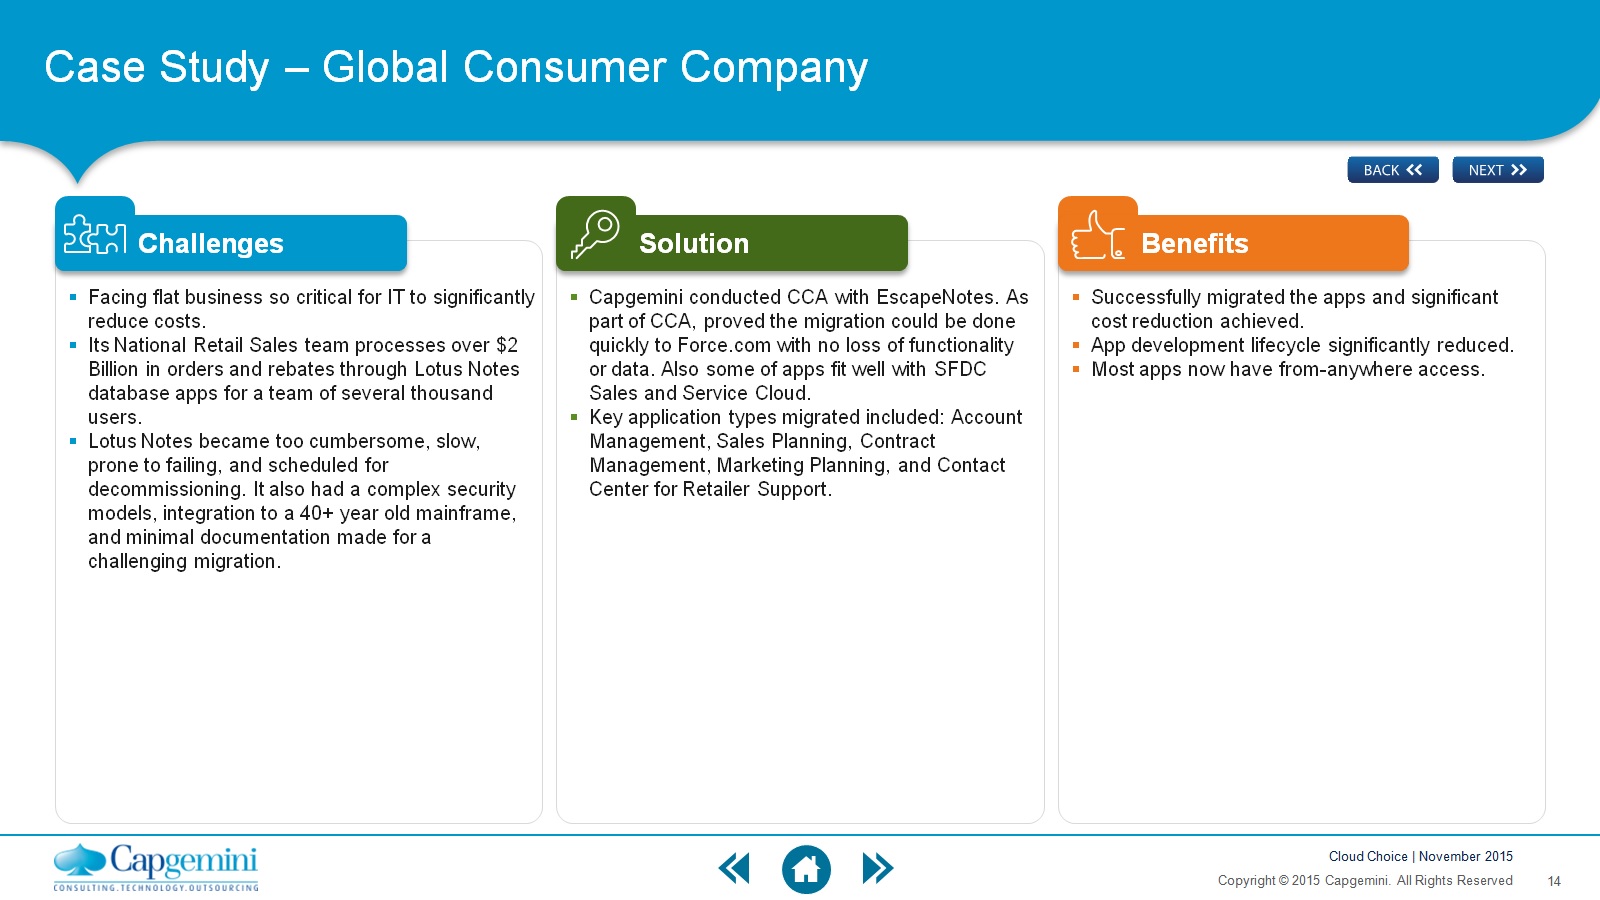 Case Study – Global Consumer Company
BACK
NEXT
Challenges
Facing flat business so critical for IT to significantly
reduce costs.
Its National Retail Sales team processes over $2
Billion in orders and rebates through Lotus Notes
database apps for a team of several thousand
users.
Lotus Notes became too cumbersome, slow,
prone to failing, and scheduled for
decommissioning. It also had a complex security
models, integration to a 40+ year old mainframe,
and minimal documentation made for a
challenging migration.
Solution
Capgemini conducted CCA with EscapeNotes. As
part of CCA, proved the migration could be done
quickly to Force.com with no loss of functionality
or data. Also some of apps fit well with SFDC
Sales and Service Cloud.
Key application types migrated included: Account
Management, Sales Planning, Contract
Management, Marketing Planning, and Contact
Center for Retailer Support.
Benefits
Successfully migrated the apps and significant
cost reduction achieved.
App development lifecycle significantly reduced.
Most apps now have from-anywhere access.
Capgemini
CONSULTING.TECHNOLOGY.OUTSOURCING
Cloud Choice | November 2015
Copyright © 2015 Capgemini. All Rights Reserved
14